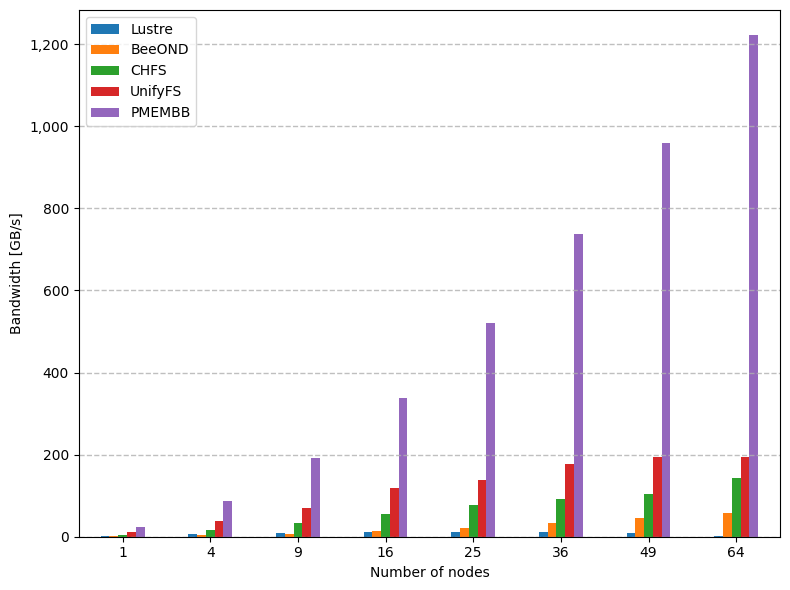 Lustre
BeeOND
CHFS
UnifyFS
PMEMBB
1,200
1,000
800
600
400
200
0
Bandwidth [GB/s]
1 4 9 16 25 36 49 64
Number of nodes